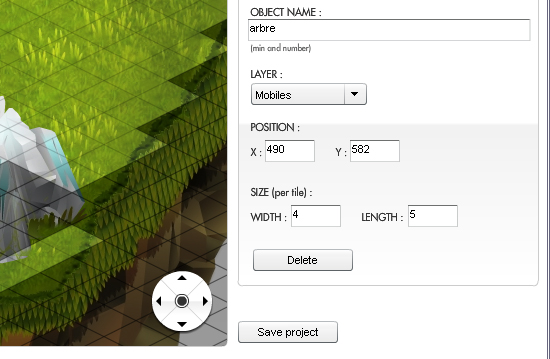 OBJECT NAME :
arbre
(min and number)
LAYER :
Mobiles
POSITION :
X : 490 Y : 582
SIZE (per tile) :
WIDTH : 4 LENGTH : 5
Delete
Save project